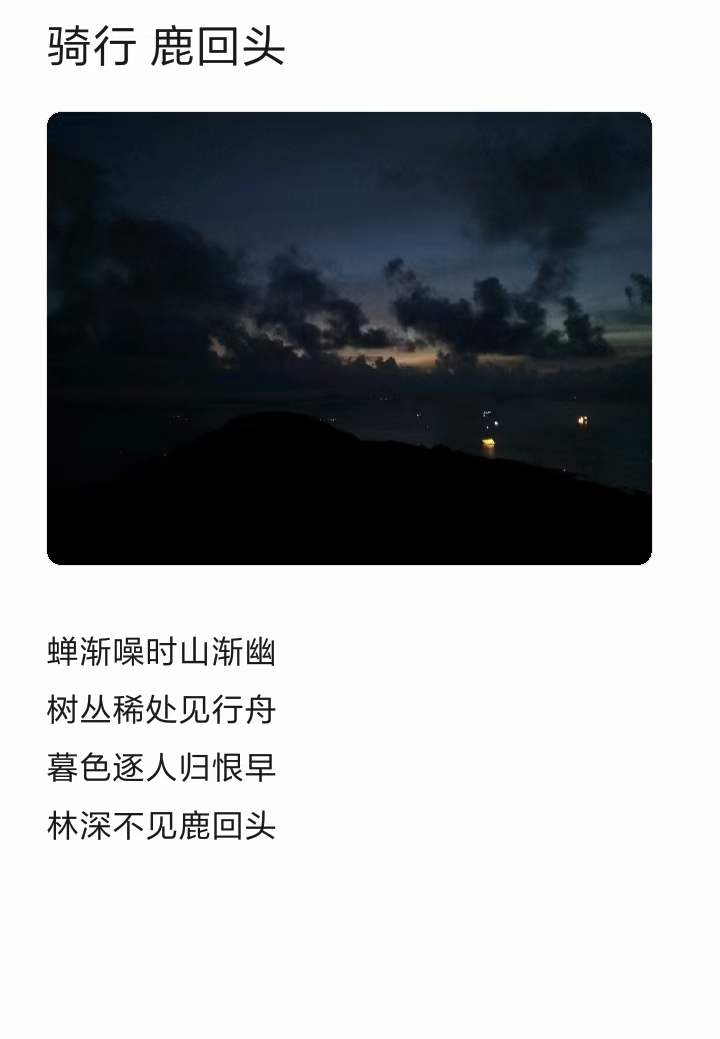 骑行 鹿回头
蝉渐噪时山渐幽
树丛稀处见行舟
暮色逐人归恨早
林深不见鹿回头